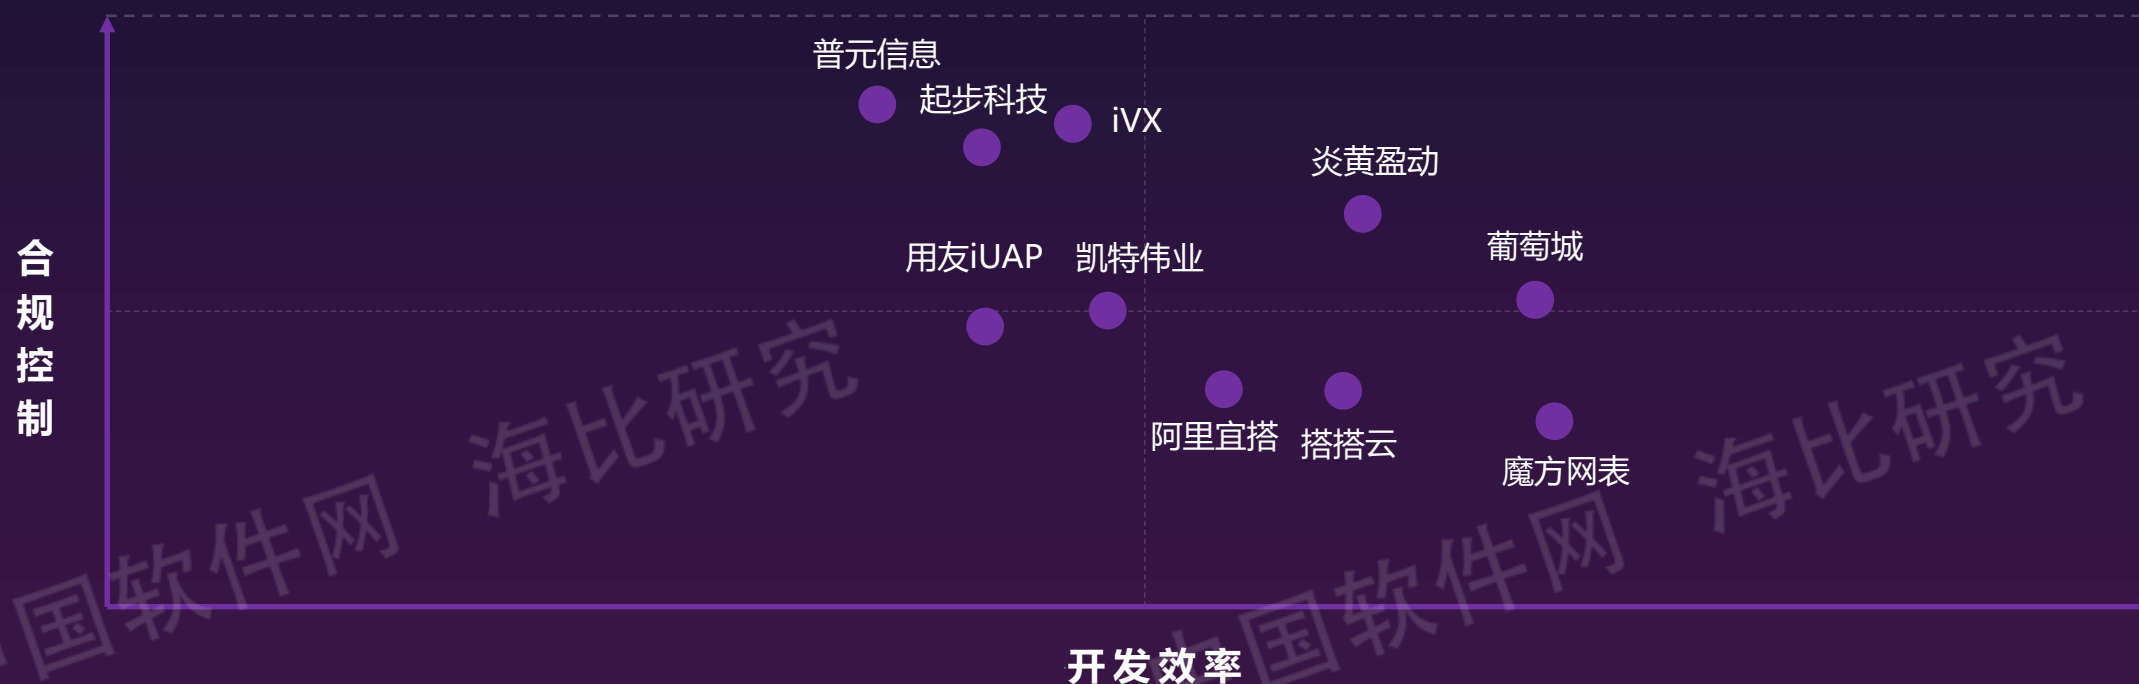 普元信息
起步科技
iVX
炎黄盈动
葡萄城
用友iUAP
凯特伟业
合规控制
阿里宜搭
搭搭云
魔方网表
海比研究
海比研究
中国软件网
中国软件网
开发效率